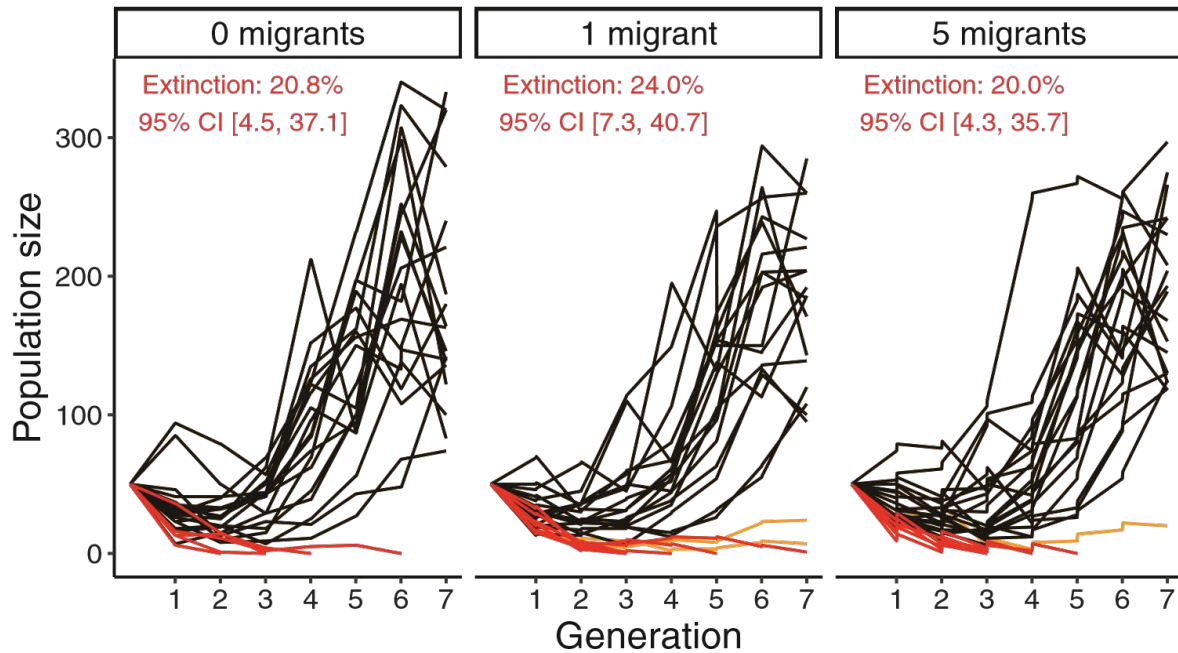 0 migrants
1 migrant
5 migrants
Extinction: 20.8%
95% CI [4.5, 37.1]
Extinction: 24.0%
95% CI [7.3, 40.7]
Extinction: 20.0%
95% CI [4.3, 35.7]
Population size
300
200
100
0
1 2 3 4 5 6 7
1 2 3 4 5 6 7
1 2 3 4 5 6 7
Generation